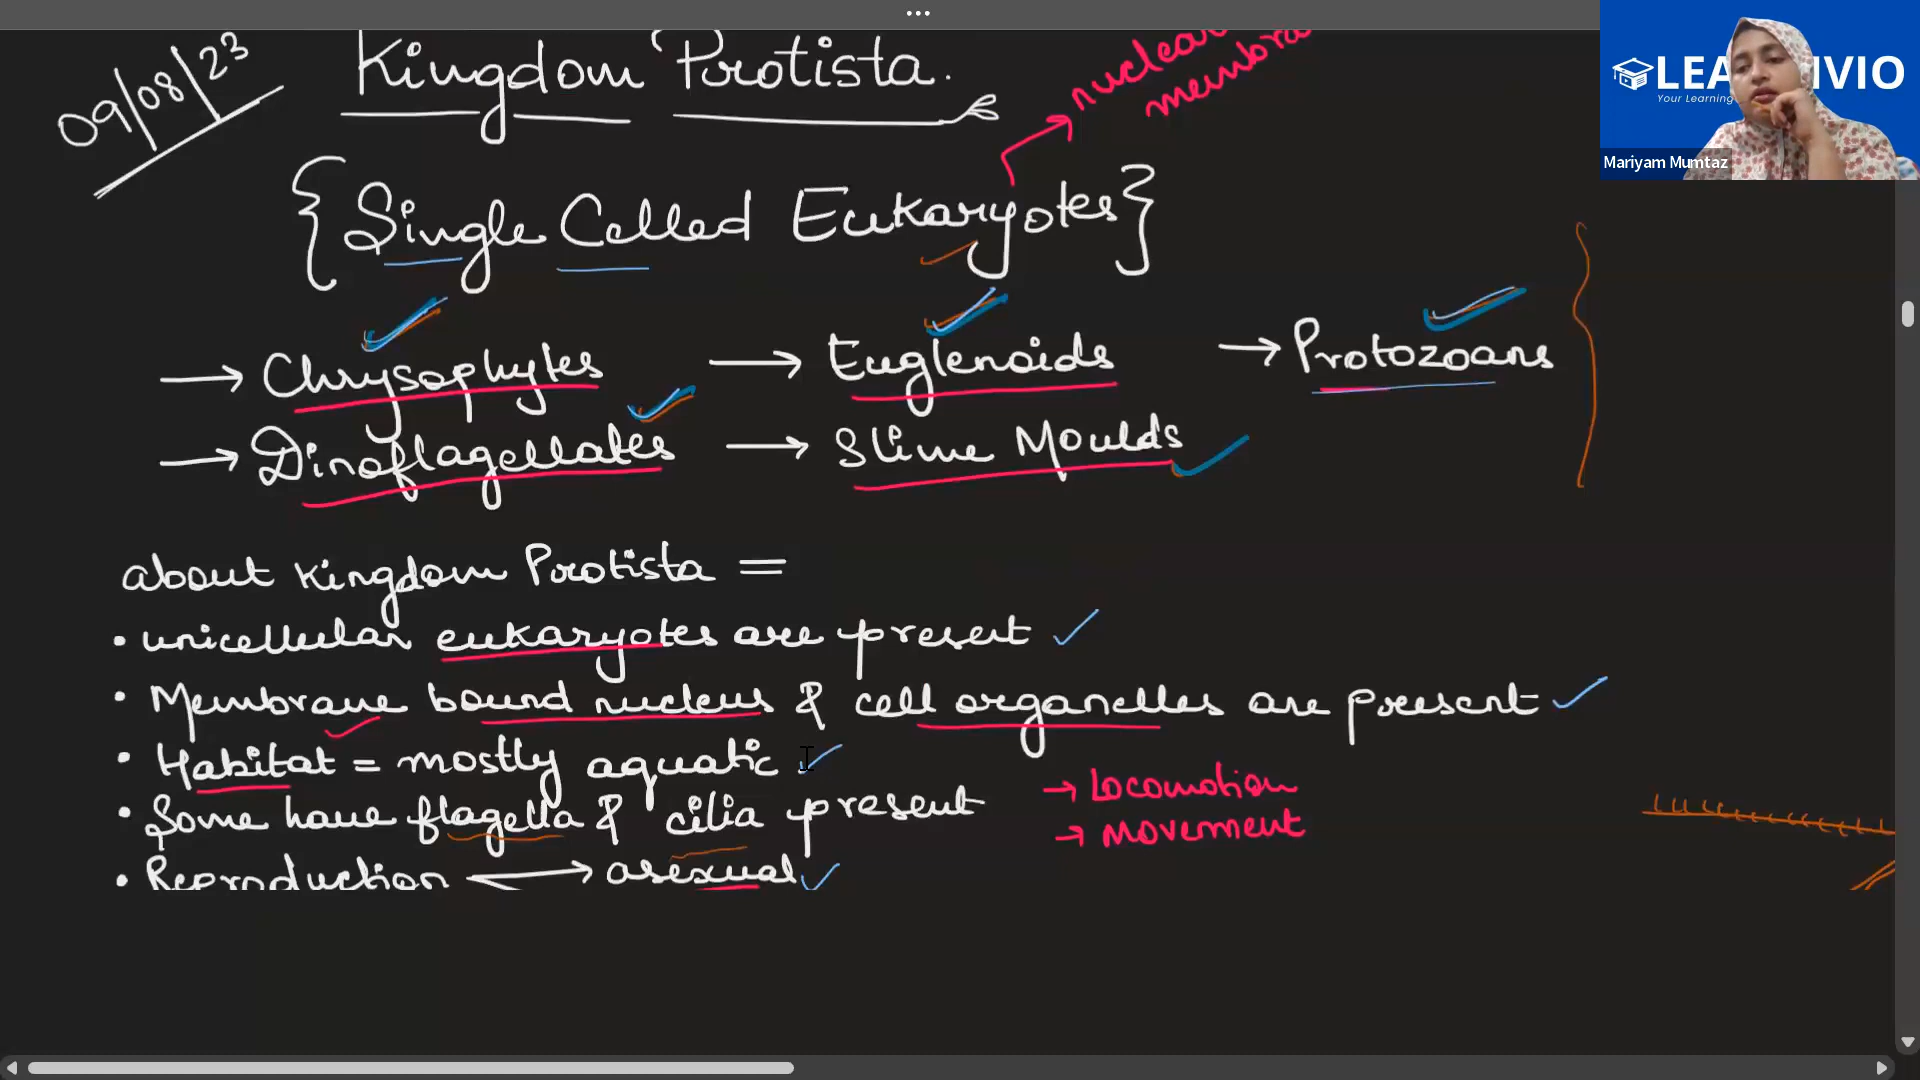 09/08/23
Kingdom Protista.
nuclear
membra
{Single Celled Eukaryotes}
→ Chrysophytes → Euglenoids → Protozoans
→ Dinoflagellates → Slime Moulds
about Kingdom Protista =
• unicellular eukaryotes are present
• Membrane bound nucleus & cell organelles are present
• Habitat = mostly aquatic
• Some have flagella & cilia present
→ Locomotion
→ Movement
• Reproduction → asexual
LEA IVIO
Your Learning
Mariyam Mumtaz